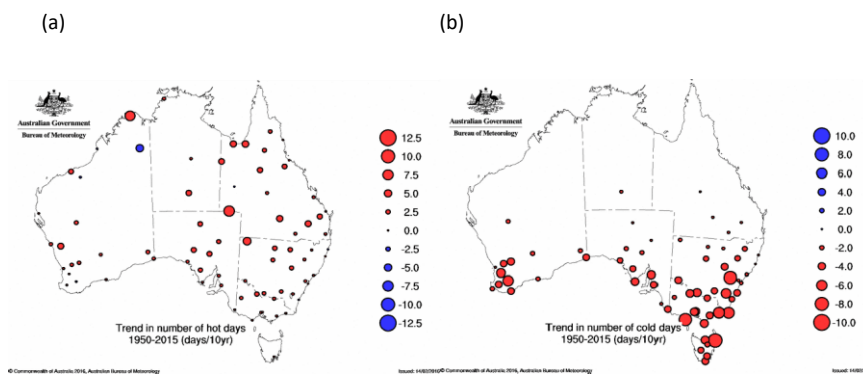 (a)
(b)
Australian Government
Bureau of Meteorology
12.5
10.0
7.5
5.0
2.5
0.0
-2.5
-5.0
-7.5
-10.0
-12.5
Trend in number of hot days
1950-2015 (days/10yr)
© Commonwealth of Australia 2016, Australian Bureau of Meteorology
Australian Government
Bureau of Meteorology
10.0
8.0
6.0
4.0
2.0
0.0
-2.0
-4.0
-6.0
-8.0
-10.0
Trend in number of cold days
1950-2015 (days/10yr)
© Commonwealth of Australia 2016, Australian Bureau of Meteorology